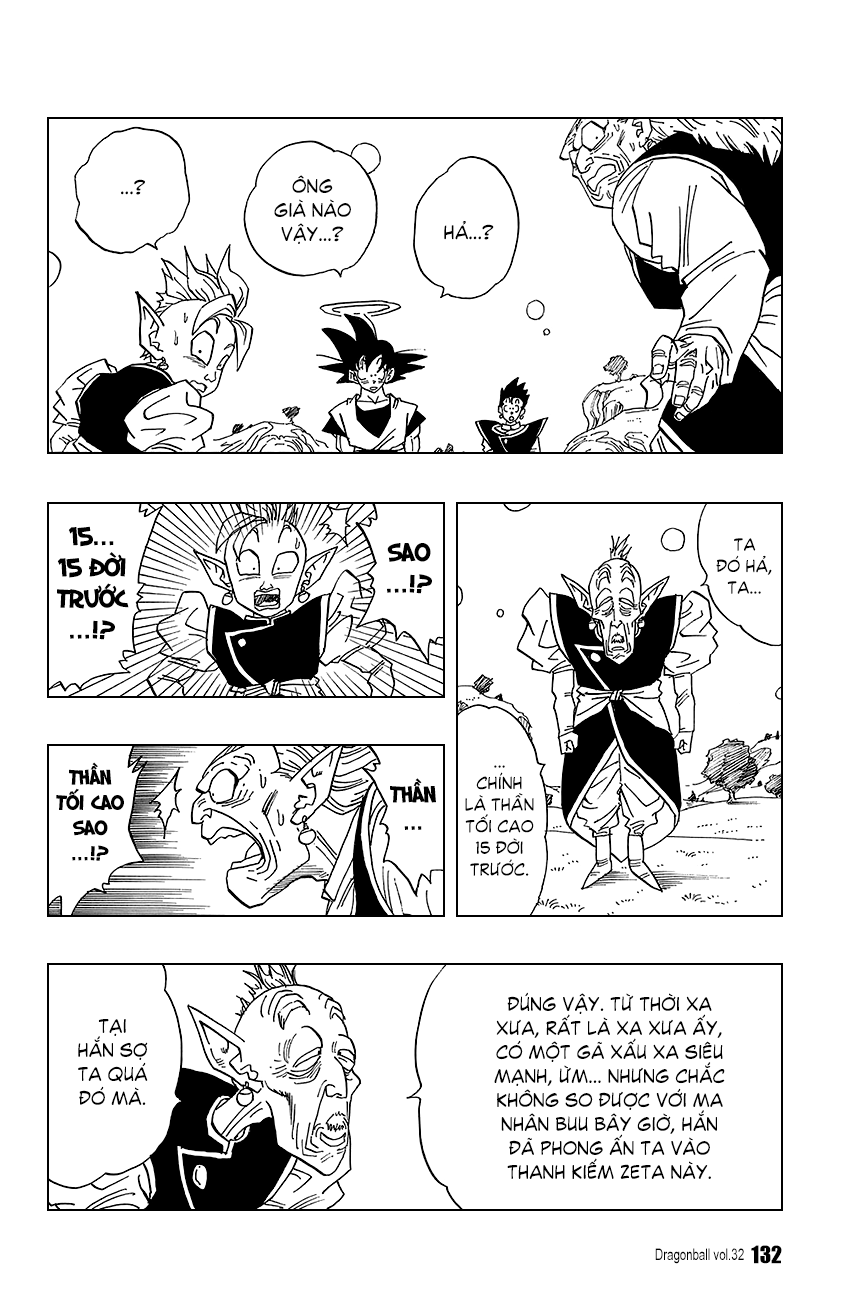 HẢ...?
ÔNG
GIÀ NÀO
VẬY...?
...?
TA
ĐÓ HẢ,
TA...
...
CHÍNH
LÀ THẦN
TỐI CAO
15 ĐỜI
TRƯỚC.
SAO
...!?
15...
15 ĐỜI
TRƯỚC
...!?
THẦN
...
THẦN
TỐI CAO
SAO
...!?
ĐÚNG VẬY. TỪ THỜI XA
XƯA, RẤT LÀ XA XƯA ẤY,
CÓ MỘT GÃ XẤU XA SIÊU
MẠNH, ỪM... NHƯNG CHẮC
KHÔNG SO ĐƯỢC VỚI MA
NHÂN BUU BÂY GIỜ, HẮN
ĐÃ PHONG ẤN TA VÀO
THANH KIẾM ZETA NÀY.
TẠI
HẮN SỢ
TA QUÁ
ĐÓ MÀ.
Dragonball vol.32 132